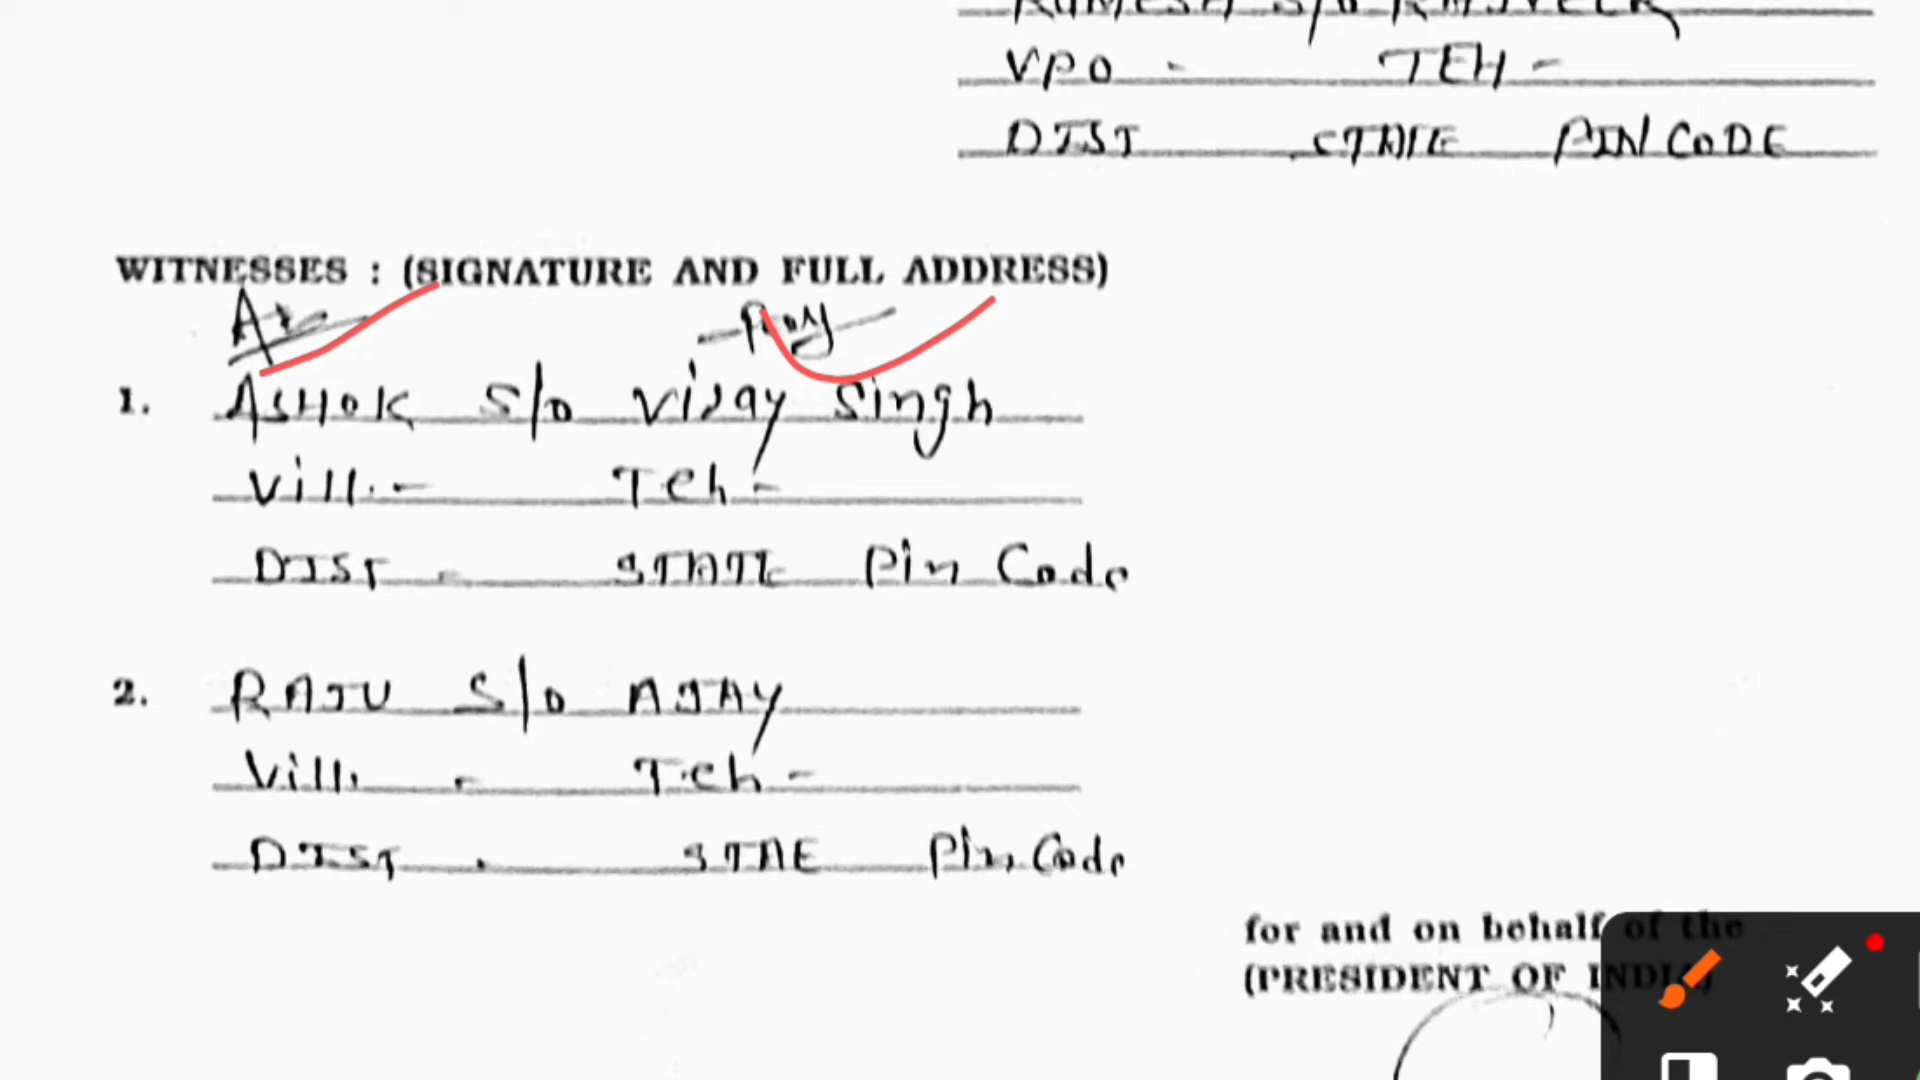 RAMESH S/O
VPO - TEH -
DIST STATE PIN CODE
WITNESSES : (SIGNATURE AND FULL ADDRESS)
1. ASHOK S/o Vijay Singh
Vill. - Teh -
DIST - STATE Pin Code
2. RAJU S/o AJAY
Vill. - Teh -
DIST - STAE Pin Code
for and on behalf of the
(PRESIDENT OF INDIA)